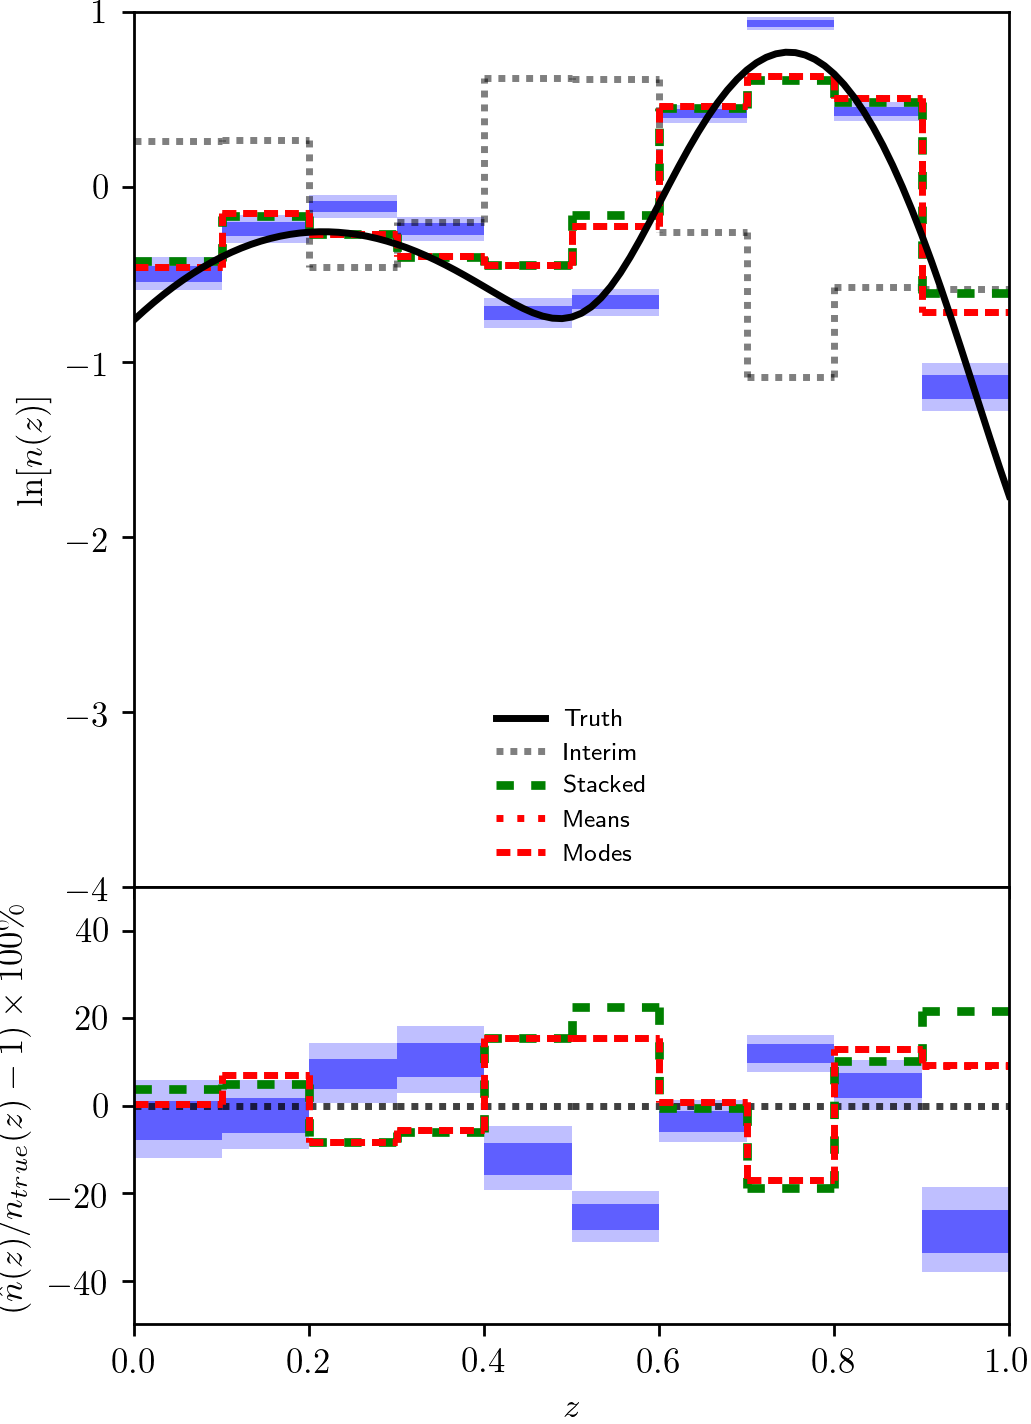 1
0
−1
−2
−3
−4
ln[n(z)]
Truth
Interim
Stacked
Means
Modes
40
20
0
−20
−40
(n̂(z)/n_true(z) − 1) × 100%
0.0 0.2 0.4 0.6 0.8 1.0
z